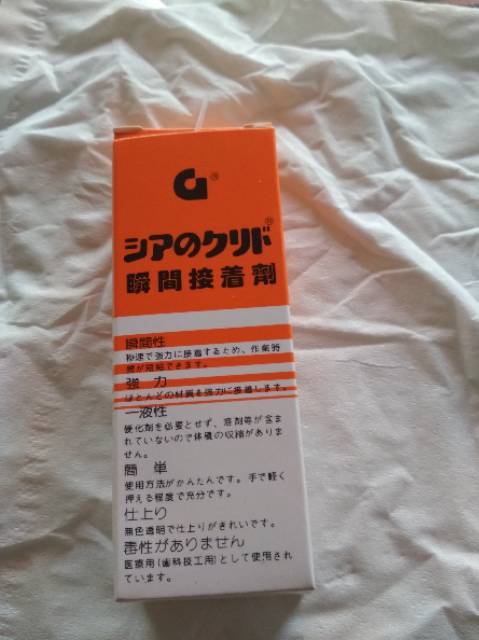 G®
シアのクリド®
瞬間接着劑
瞬間性
極速で強力に接着するため、作業時
間が短縮できます。
強 力
ほとんどの材質を強力に接着します。
一液性
硬化剤を必要とせず、溶剤等が含ま
れていないので体積の収縮がありま
せん。
簡 単
使用方法がかんたんです。手で軽く
押える程度で充分です。
仕上り
無色透明で仕上りがきれいです。
毒性がありません
医療用(歯科技工用)として使用され
ています。